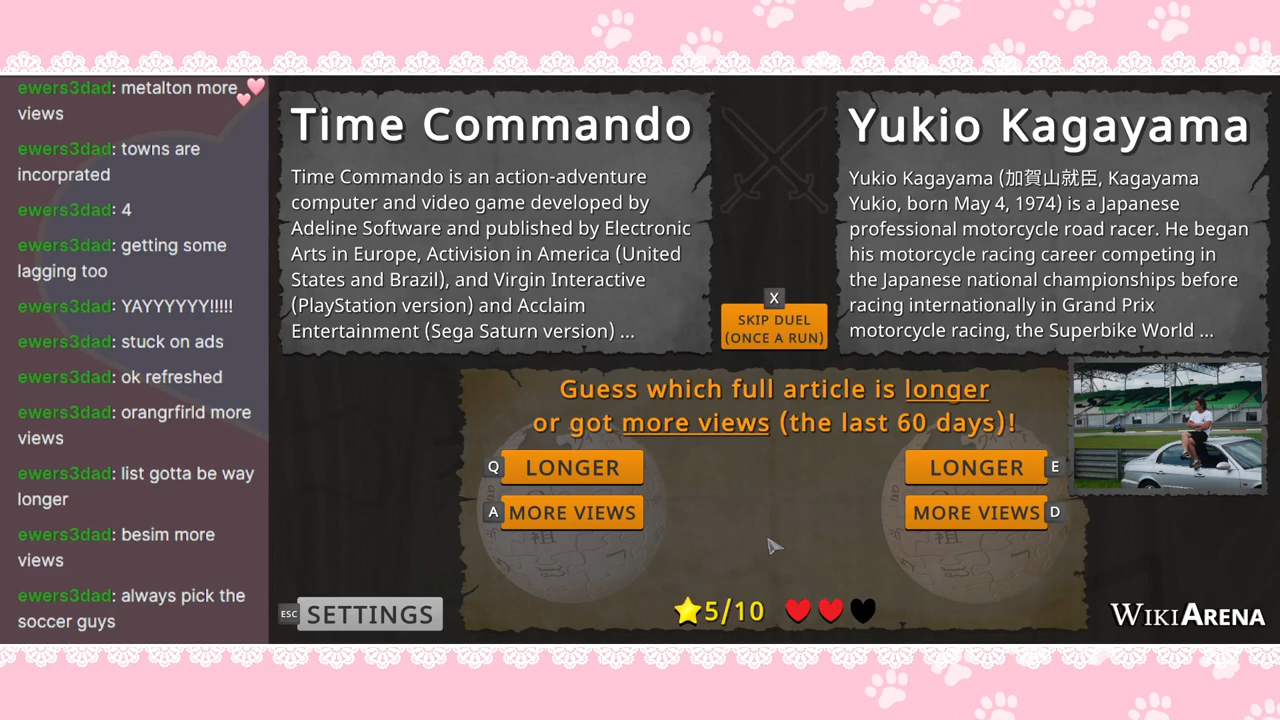 ewers3dad: metalton more
views
ewers3dad: towns are
incorprated
ewers3dad: 4
ewers3dad: getting some
lagging too
ewers3dad: YAYYYYYY!!!!!
ewers3dad: stuck on ads
ewers3dad: ok refreshed
ewers3dad: orangrfirld more
views
ewers3dad: list gotta be way
longer
ewers3dad: besim more
views
ewers3dad: always pick the
soccer guys
Time Commando
Time Commando is an action-adventure
computer and video game developed by
Adeline Software and published by Electronic
Arts in Europe, Activision in America (United
States and Brazil), and Virgin Interactive
(PlayStation version) and Acclaim
Entertainment (Sega Saturn version) ...
X
SKIP DUEL
(ONCE A RUN)
Yukio Kagayama
Yukio Kagayama (加賀山就臣, Kagayama
Yukio, born May 4, 1974) is a Japanese
professional motorcycle road racer. He began
his motorcycle racing career competing in
the Japanese national championships before
racing internationally in Grand Prix
motorcycle racing, the Superbike World ...
Guess which full article is longer
or got more views (the last 60 days)!
Q LONGER
A MORE VIEWS
LONGER E
MORE VIEWS D
ESC SETTINGS
5/10
WIKIARENA